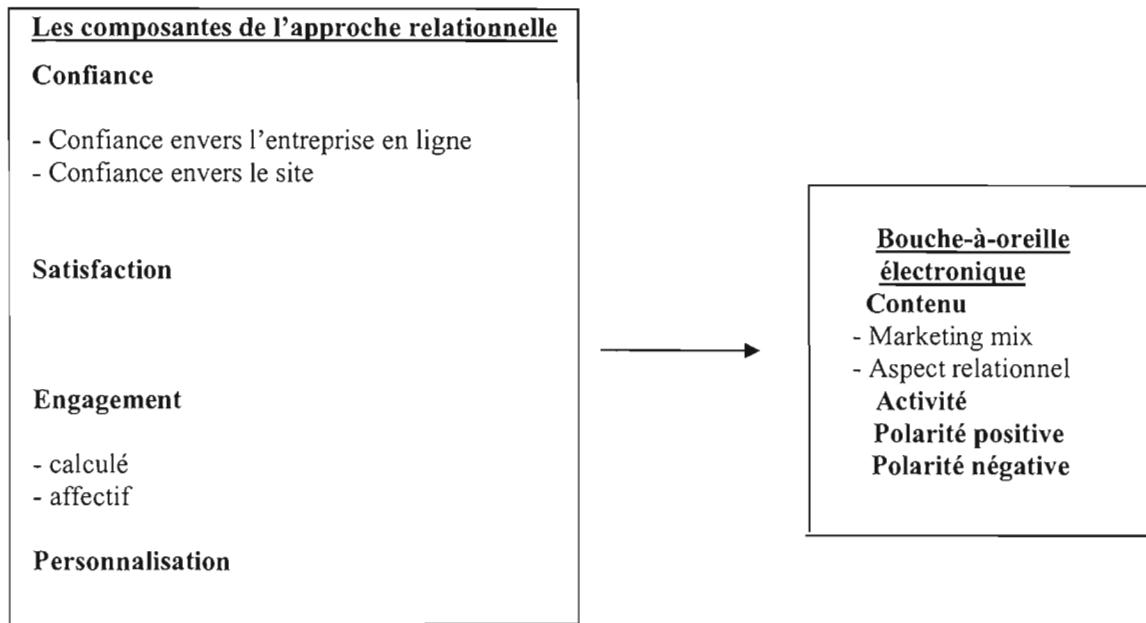 Les composantes de l'approche relationnelle
Confiance
- Confiance envers l'entreprise en ligne
- Confiance envers le site
Satisfaction
Engagement
- calculé
- affectif
Personnalisation
Bouche-à-oreille
électronique
Contenu
- Marketing mix
- Aspect relationnel
Activité
Polarité positive
Polarité négative